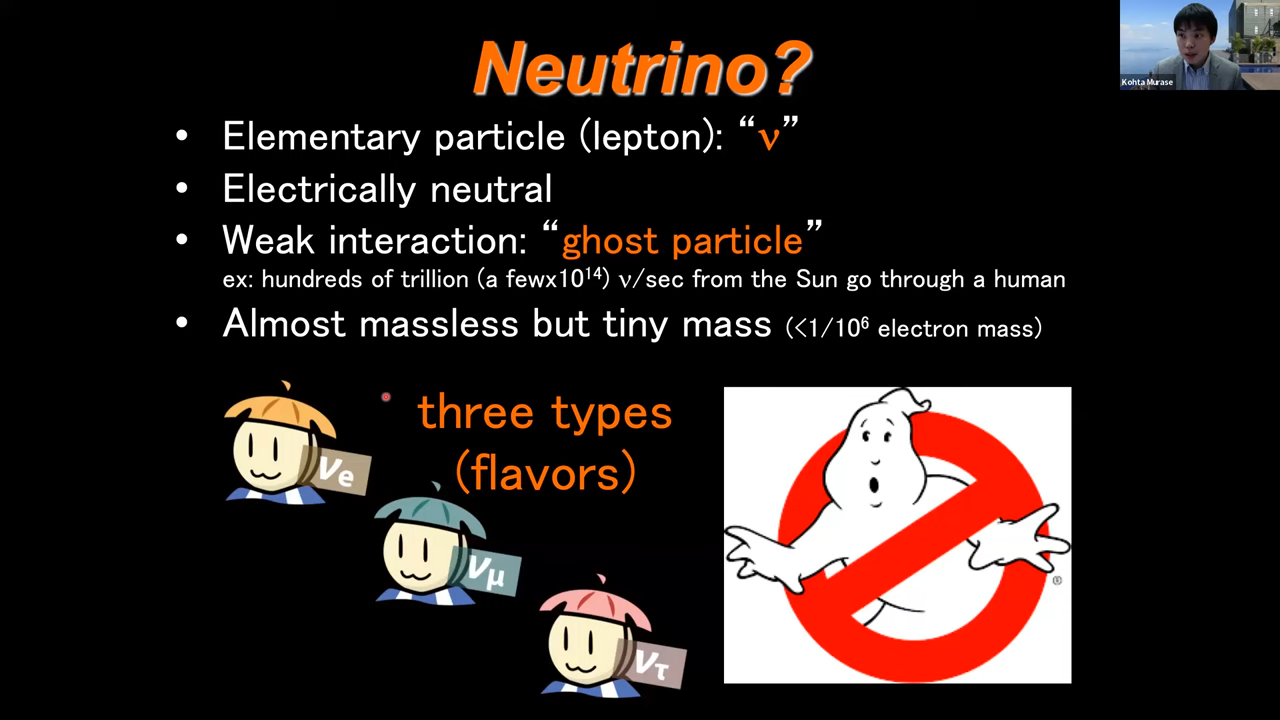 Neutrino?
Kohta Murase
• Elementary particle (lepton): “ν”
• Electrically neutral
• Weak interaction: “ghost particle”
ex: hundreds of trillion (a fewx10¹⁴) ν/sec from the Sun go through a human
• Almost massless but tiny mass (<1/10⁶ electron mass)
three types
(flavors)
νe
νμ
ντ
®